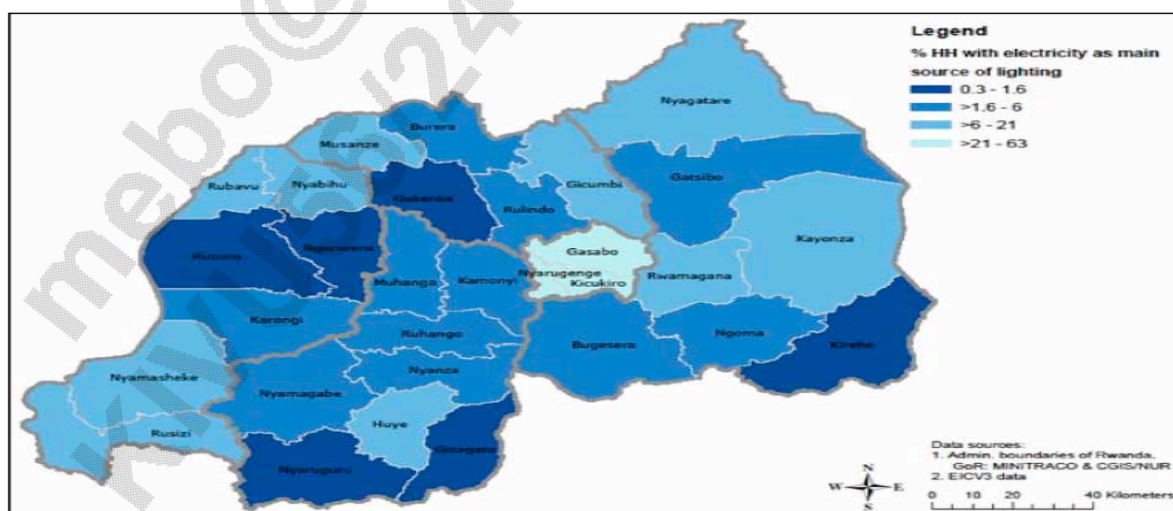 Legend
% HH with electricity as main
source of lighting
0.3 - 1.6
>1.6 - 6
>6 - 21
>21 - 63
Nyagatare
Burera
Musanze
Gatsibo
Gicumbi
Rubavu
Nyabihu
Gakenke
Rulindo
Kayonza
Gasabo
Rutsiro
Ngororero
Nyarugenge
Rwamagana
Muhanga
Kamonyi
Kicukiro
Karongi
Ruhango
Ngoma
Bugesera
Kirehe
Nyamasheke
Nyanza
Nyamagabe
Huye
Rusizi
Gisagara
Nyaruguru
Data sources:
1. Admin. boundaries of Rwanda.
GoR: MINITRACO & CGIS/NUR
2. EICV3 data
N
W E
S
0 10 20 40 Kilometers